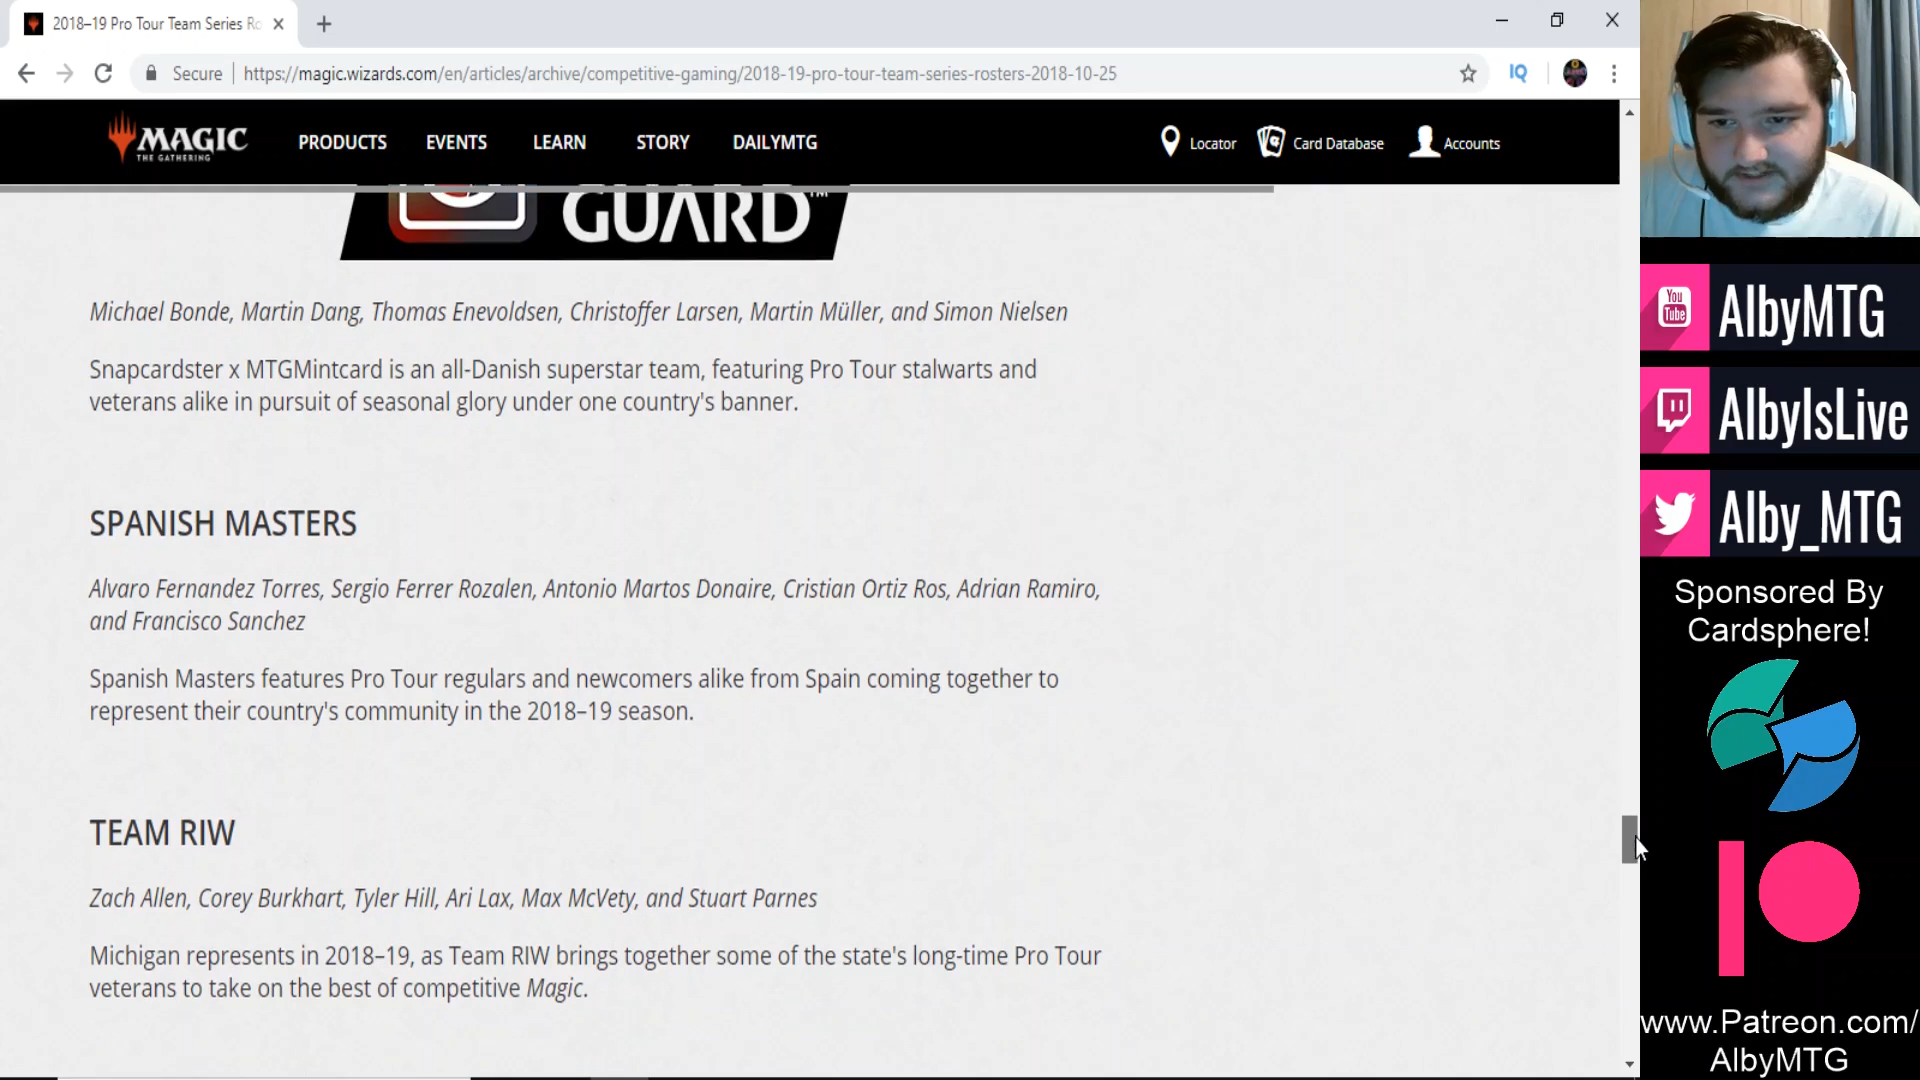 2018–19 Pro Tour Team Series Ro
Secure
https://magic.wizards.com/en/articles/archive/competitive-gaming/2018-19-pro-tour-team-series-rosters-2018-10-25
IQ
MAGIC
THE GATHERING
PRODUCTS
EVENTS
LEARN
STORY
DAILYMTG
Locator
Card Database
Accounts
GUARD™
Michael Bonde, Martin Dang, Thomas Enevoldsen, Christoffer Larsen, Martin Müller, and Simon Nielsen
Snapcardster x MTGMintcard is an all-Danish superstar team, featuring Pro Tour stalwarts and
veterans alike in pursuit of seasonal glory under one country's banner.
SPANISH MASTERS
Alvaro Fernandez Torres, Sergio Ferrer Rozalen, Antonio Martos Donaire, Cristian Ortiz Ros, Adrian Ramiro,
and Francisco Sanchez
Spanish Masters features Pro Tour regulars and newcomers alike from Spain coming together to
represent their country's community in the 2018–19 season.
TEAM RIW
Zach Allen, Corey Burkhart, Tyler Hill, Ari Lax, Max McVety, and Stuart Parnes
Michigan represents in 2018–19, as Team RIW brings together some of the state's long-time Pro Tour
veterans to take on the best of competitive Magic.
You
Tube
AlbyMTG
AlbyIsLive
Alby_MTG
Sponsored By
Cardsphere!
www.Patreon.com/
AlbyMTG